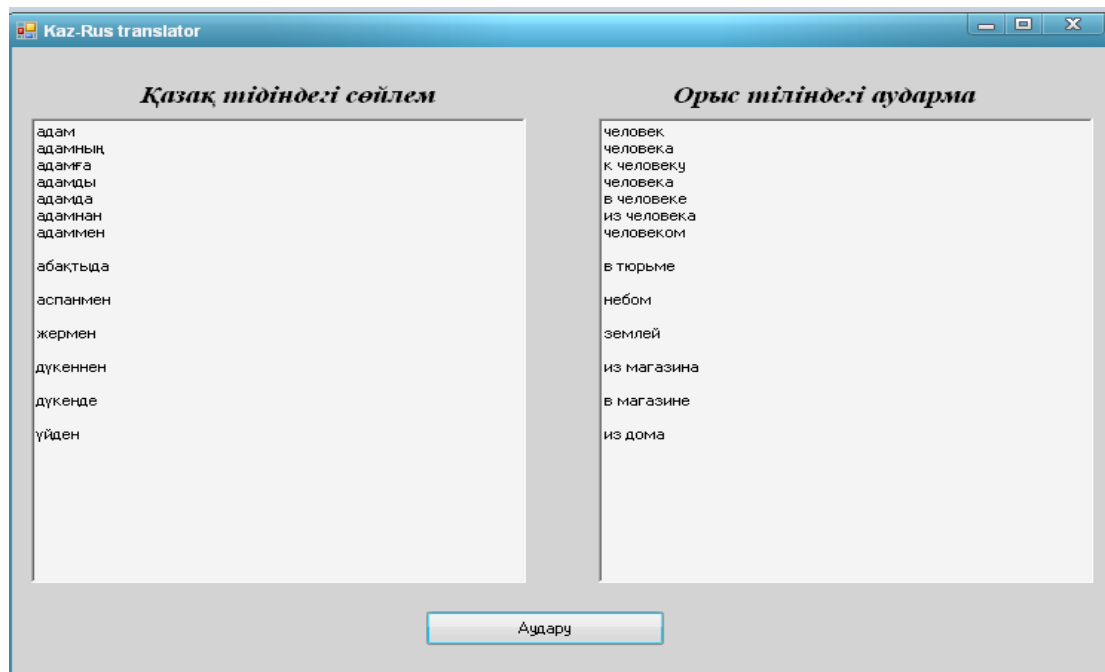 Kaz-Rus translator
Қазақ тідіндегі сөйлем
Орыс тіліндегі аударма
адам
адамның
адамға
адамды
адамда
адамнан
адаммен
абақтыда
аспанмен
жермен
дүкеннен
дүкенде
үйден
человек
человека
к человеку
человека
в человеке
из человека
человеком
в тюрьме
небом
землей
из магазина
в магазине
из дома
Аудару